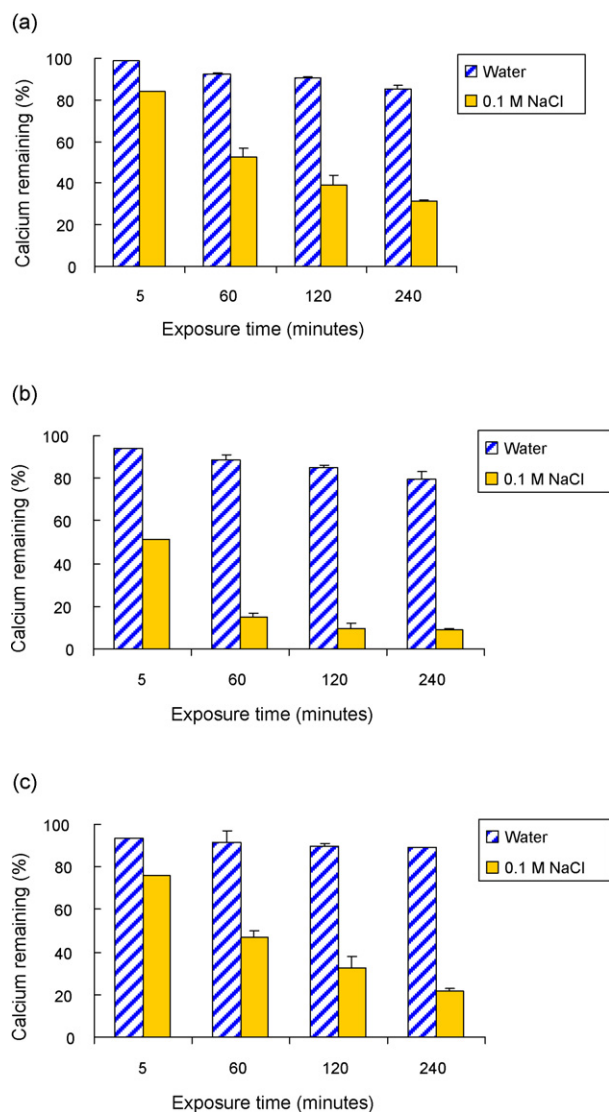 (a)
100
80
60
40
20
0
Calcium remaining (%)
5 60 120 240
Exposure time (minutes)
Water
0.1 M NaCl
(b)
100
80
60
40
20
0
Calcium remaining (%)
5 60 120 240
Exposure time (minutes)
Water
0.1 M NaCl
(c)
100
80
60
40
20
0
Calcium remaining (%)
5 60 120 240
Exposure time (minutes)
Water
0.1 M NaCl